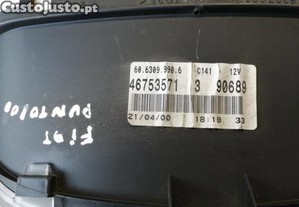 CustoJusto.pt
60.6309.990.6 C141 12V
46753571 3 90689
21/04/00 18:19 33
FiAT
PUNTO/00